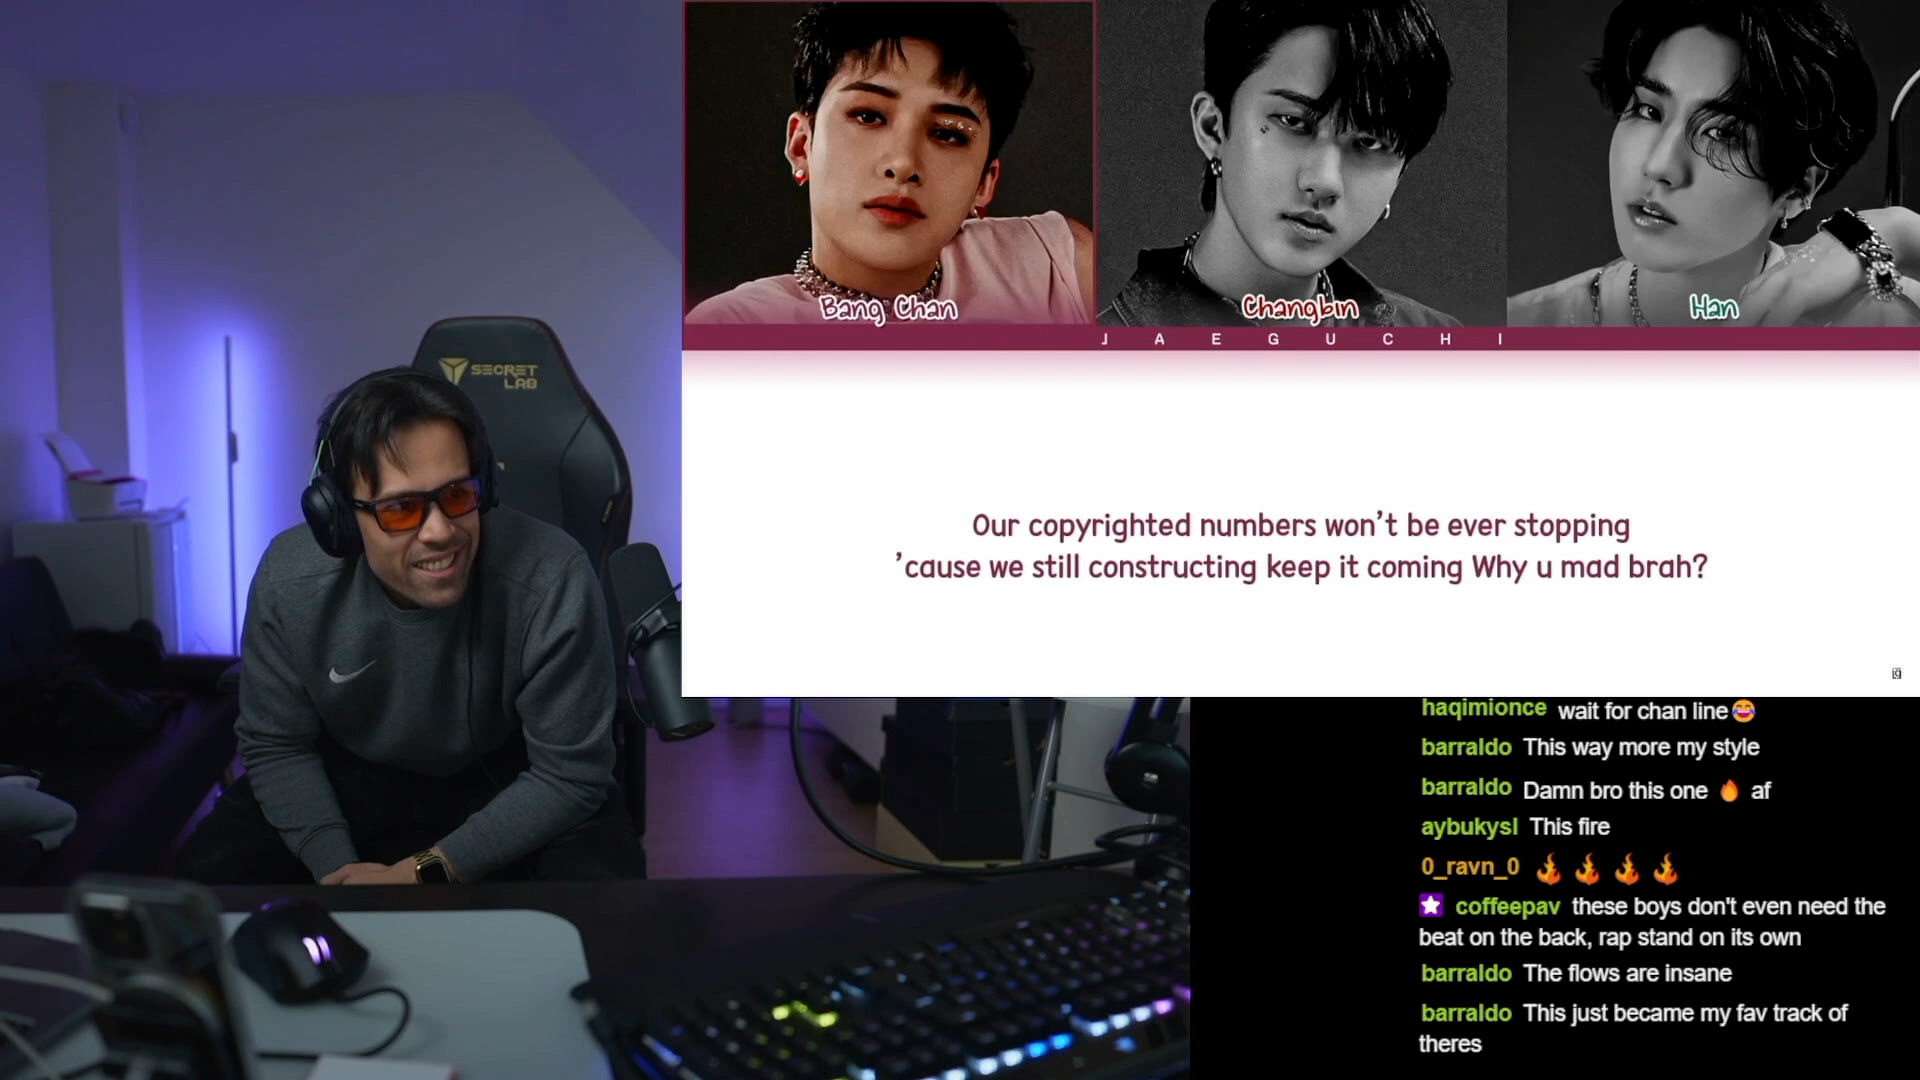 SECRET
LAB
Bang Chan
Changbin
Han
JAEGUCHI
Our copyrighted numbers won't be ever stopping
'cause we still constructing keep it coming Why u mad brah?
haqimionce wait for chan line😂
barraldo This way more my style
barraldo Damn bro this one 🔥 af
aybukysl This fire
0_ravn_0 🔥 🔥 🔥 🔥
coffeepav these boys don't even need the
beat on the back, rap stand on its own
barraldo The flows are insane
barraldo This just became my fav track of
theres